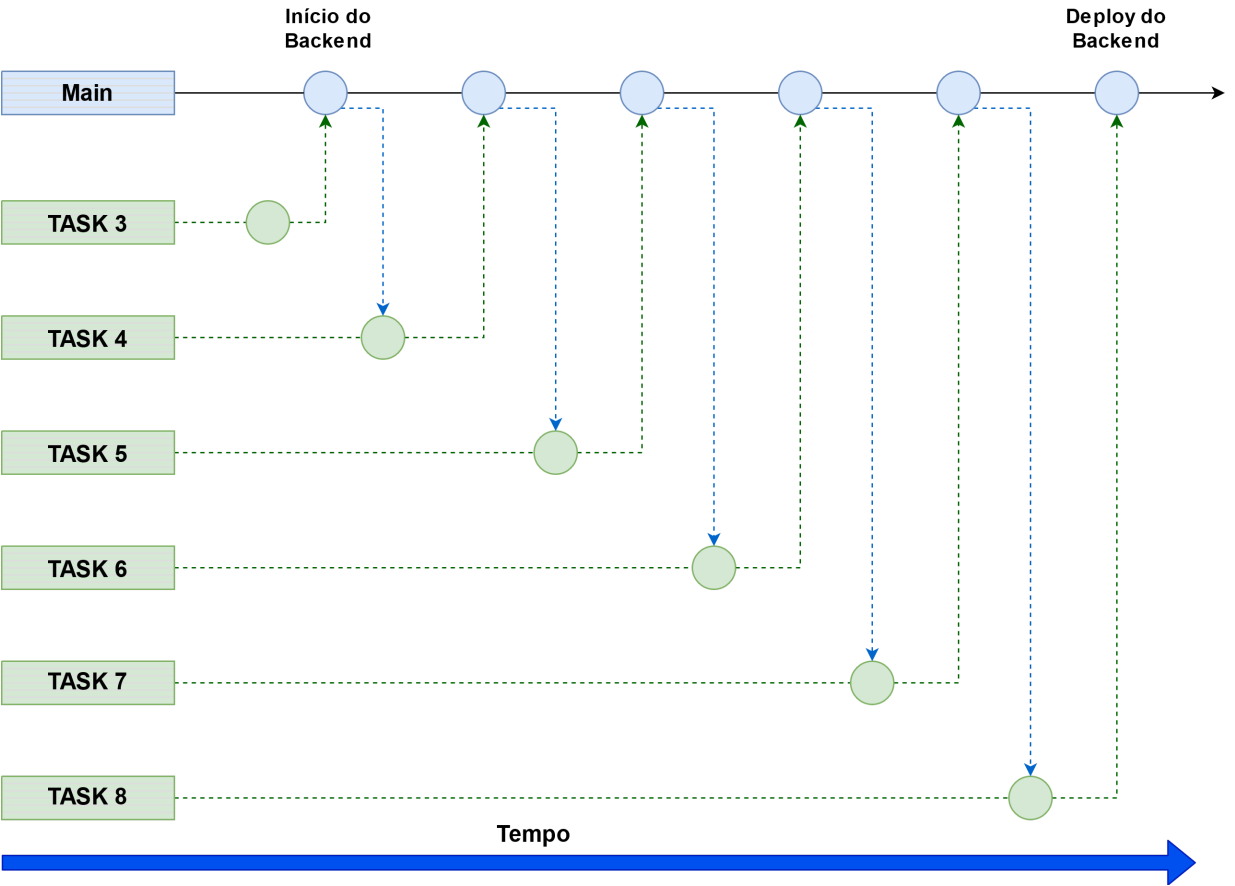 Início do
Backend
Deploy do
Backend
Main
TASK 3
TASK 4
TASK 5
TASK 6
TASK 7
TASK 8
Tempo